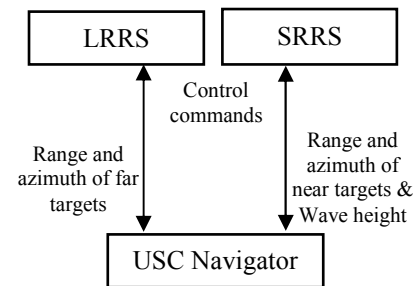 LRRS
SRRS
Control
commands
Range and
azimuth of far
targets
Range and
azimuth of
near targets &
Wave height
USC Navigator